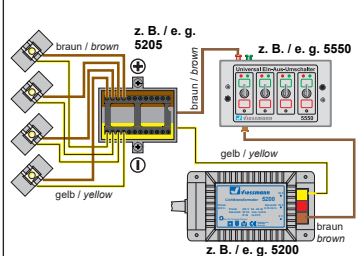 z. B. / e. g.
5205
braun / brown
z. B. / e. g. 5550
braun / brown
Universal Ein-Aus-Umschalter
viessmann
5550
gelb / yellow
gelb / yellow
viessmann
Lichttransformator 5200
braun
brown
z. B. / e. g. 5200